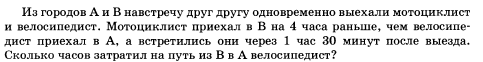 Из городов А и В навстречу друг другу одновременно выехали мотоциклист
и велосипедист. Мотоциклист приехал в В на 4 часа раньше, чем велосипе-
дист приехал в А, а встретились они через 1 час 30 минут после выезда.
Сколько часов затратил на путь из В в А велосипедист?